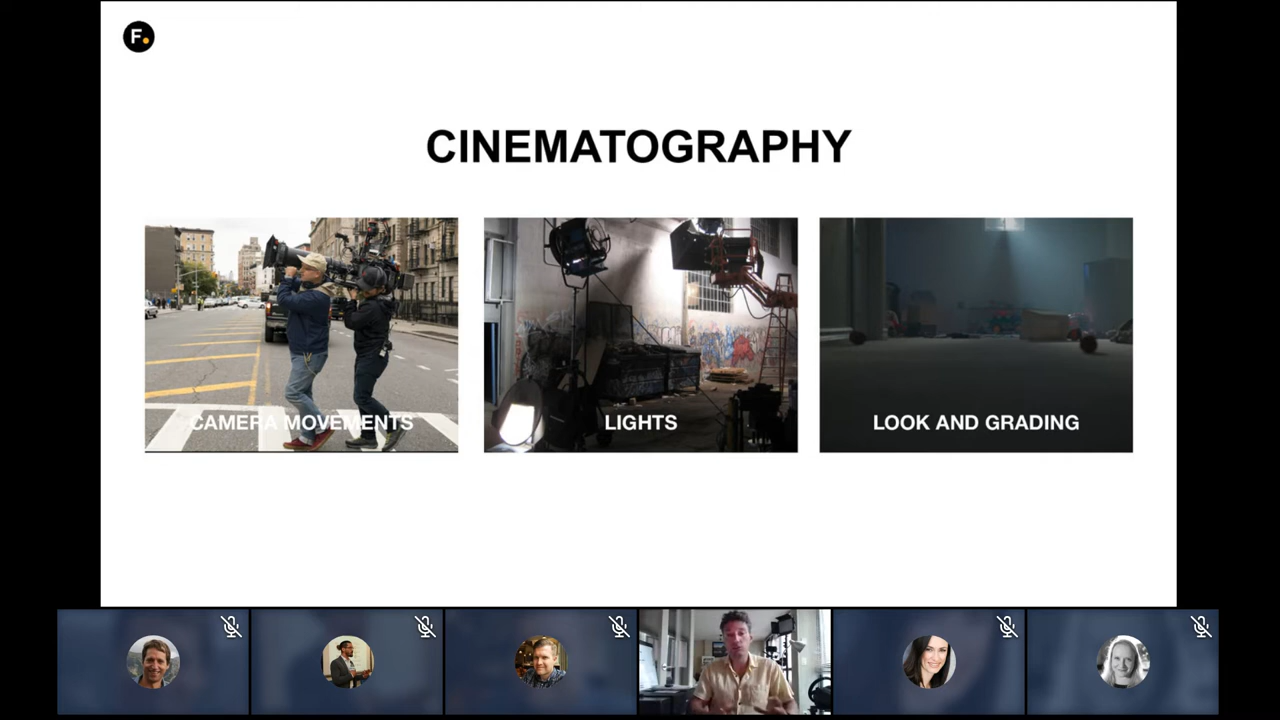 F.
CINEMATOGRAPHY
CAMERA MOVEMENTS
LIGHTS
LOOK AND GRADING